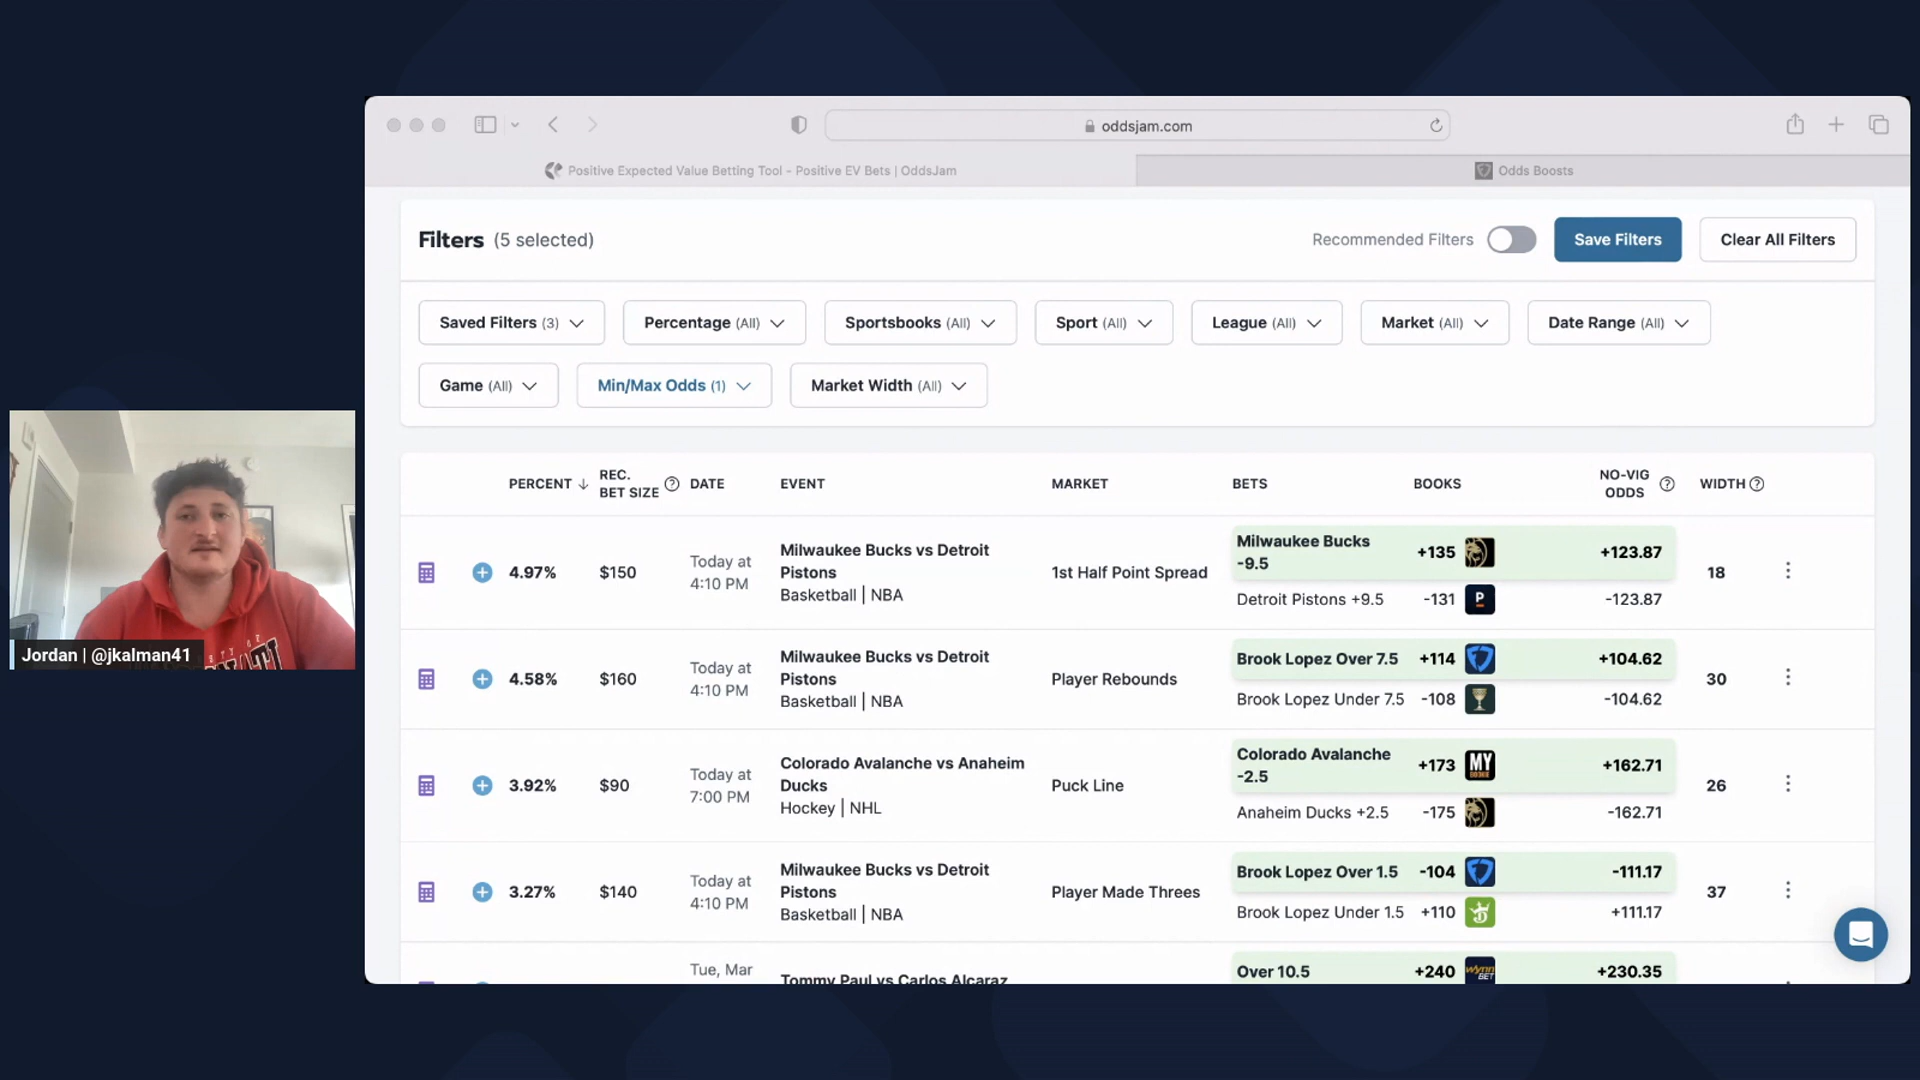 oddsjam.com
Positive Expected Value Betting Tool - Positive EV Bets | OddsJam
Odds Boosts
Filters (5 selected)
Recommended Filters
Save Filters
Clear All Filters
Saved Filters (3)
Percentage (All)
Sportsbooks (All)
Sport (All)
League (All)
Market (All)
Date Range (All)
Game (All)
Min/Max Odds (1)
Market Width (All)
PERCENT
REC.
BET SIZE
DATE
EVENT
MARKET
BETS
BOOKS
NO-VIG
ODDS
WIDTH
4.97%
$150
Today at
4:10 PM
Milwaukee Bucks vs Detroit
Pistons
Basketball | NBA
1st Half Point Spread
Milwaukee Bucks
-9.5
+135
+123.87
Detroit Pistons +9.5
-131
P
-123.87
18
4.58%
$160
Today at
4:10 PM
Milwaukee Bucks vs Detroit
Pistons
Basketball | NBA
Player Rebounds
Brook Lopez Over 7.5
+114
+104.62
Brook Lopez Under 7.5
-108
-104.62
30
3.92%
$90
Today at
7:00 PM
Colorado Avalanche vs Anaheim
Ducks
Hockey | NHL
Puck Line
Colorado Avalanche
-2.5
+173
MY
BOOKIE
+162.71
Anaheim Ducks +2.5
-175
-162.71
26
3.27%
$140
Today at
4:10 PM
Milwaukee Bucks vs Detroit
Pistons
Basketball | NBA
Player Made Threes
Brook Lopez Over 1.5
-104
-111.17
Brook Lopez Under 1.5
+110
+111.17
37
Tue, Mar
Tommy Paul vs Carlos Alcaraz
Over 10.5
+240
WYNN
BET
+230.35
Jordan | @jkalman41